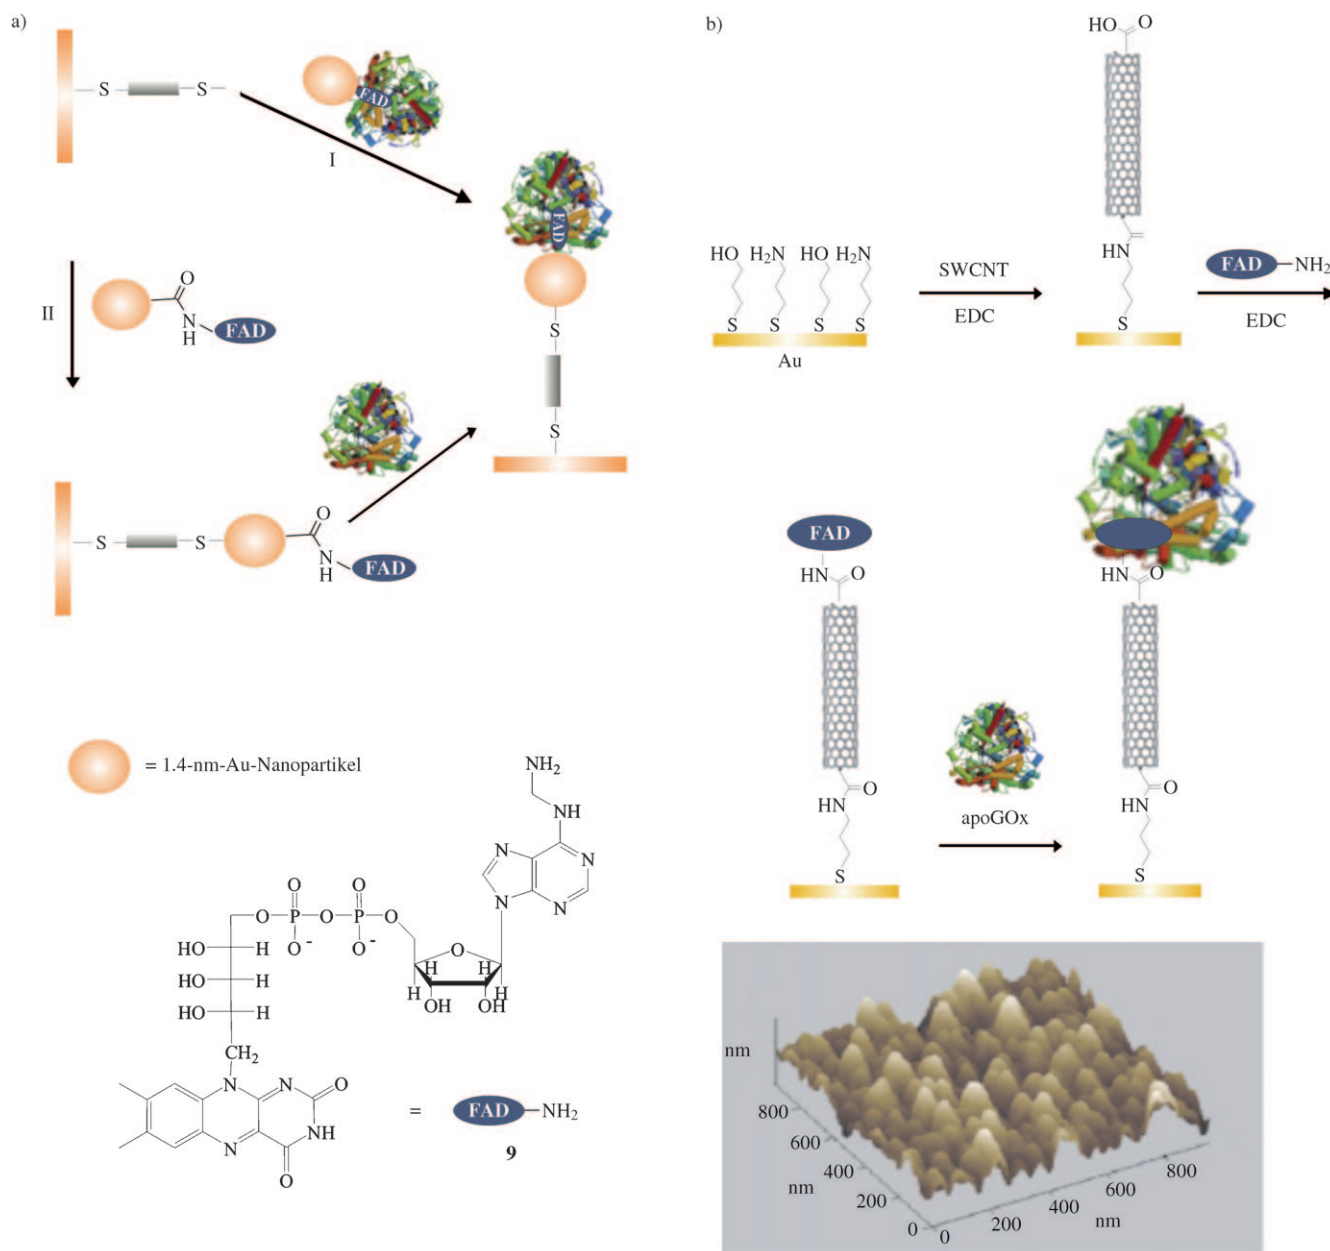 a)
S S
FAD
I
FAD
S
S
II
O
N
H
FAD
S S
O
N
H
FAD
= 1.4-nm-Au-Nanopartikel
NH2
NH
N N
N N
O O
O P O P O
O- O-
O
HO H
HO H
HO H
H H H H
OH OH
CH2
N N O
N NH
O
= FAD NH2
9
b)
HO O
HN
S
HO H2N HO H2N
S S S S
Au
SWCNT
EDC
FAD NH2
EDC
FAD
HN O
HN O
S
apoGOx
HN O
HN O
S
nm
800
600
400
200
0
nm
0
200
400
600
800
nm